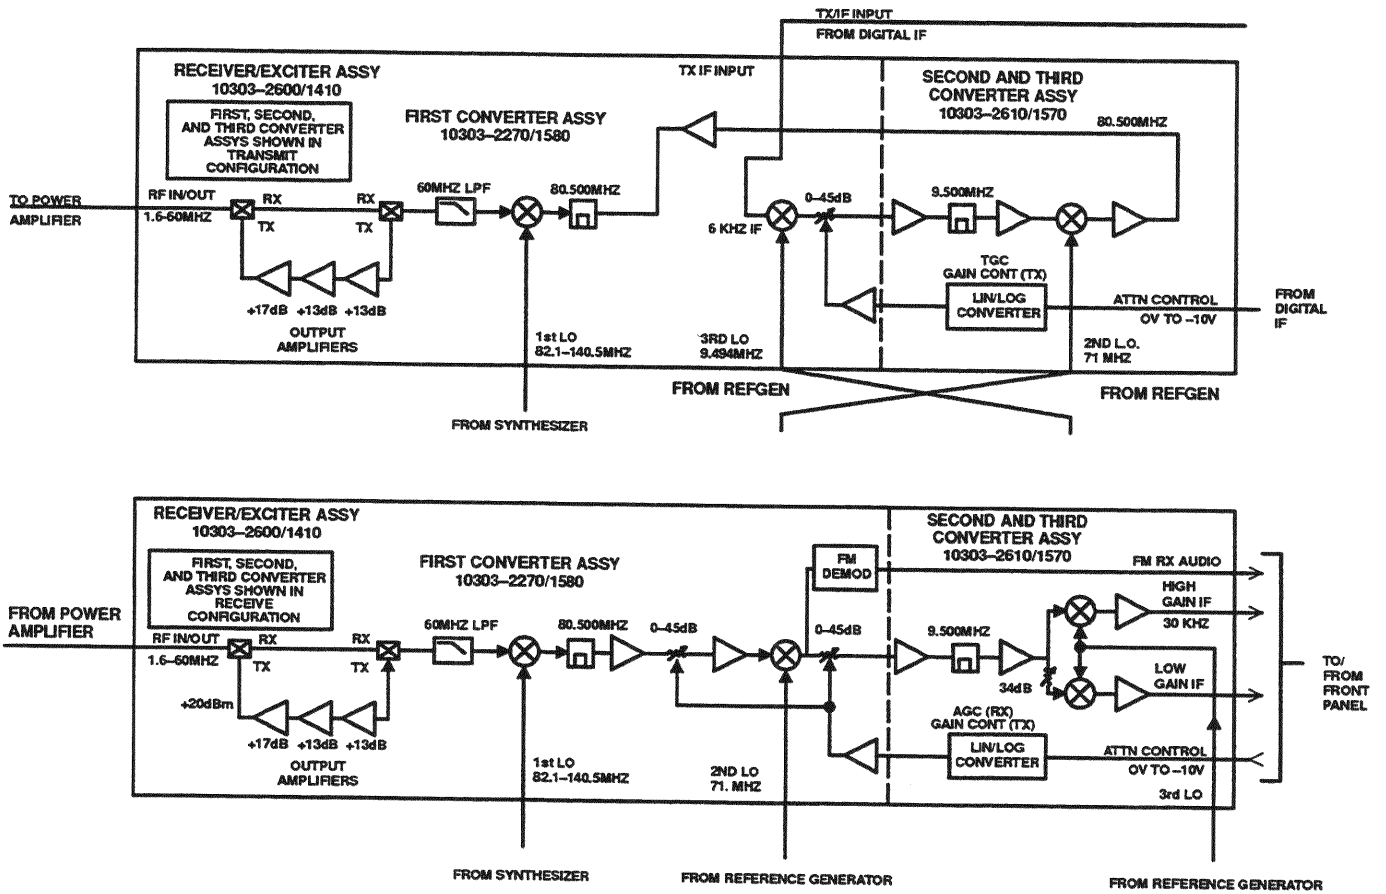 TX/IF INPUT
FROM DIGITAL IF
RECEIVER/EXCITER ASSY
10303–2600/1410
FIRST, SECOND,
AND THIRD CONVERTER
ASSYS SHOWN IN
TRANSMIT
CONFIGURATION
FIRST CONVERTER ASSY
10303–2270/1580
TX IF INPUT
SECOND AND THIRD
CONVERTER ASSY
10303–2610/1570
80.500MHZ
TO POWER
AMPLIFIER
RF IN/OUT
1.6–60MHZ
RX
TX
RX
TX
60MHZ LPF
80.500MHZ
6 KHZ IF
0–45dB
9.500MHZ
+17dB
+13dB
+13dB
OUTPUT
AMPLIFIERS
TGC
GAIN CONT (TX)
LIN/LOG
CONVERTER
ATTN CONTROL
OV TO –10V
FROM
DIGITAL
IF
1st LO
82.1–140.5MHZ
3RD LO
9.494MHZ
2ND L.O.
71 MHZ
FROM REFGEN
FROM REFGEN
FROM SYNTHESIZER
RECEIVER/EXCITER ASSY
10303–2600/1410
FIRST, SECOND,
AND THIRD CONVERTER
ASSYS SHOWN IN
RECEIVE
CONFIGURATION
FIRST CONVERTER ASSY
10303–2270/1580
SECOND AND THIRD
CONVERTER ASSY
10303–2610/1570
FM
DEMOD
FM RX AUDIO
HIGH
GAIN IF
30 KHZ
FROM POWER
AMPLIFIER
RF IN/OUT
1.6–60MHZ
RX
TX
RX
TX
60MHZ LPF
80.500MHZ
0–45dB
0–45dB
9.500MHZ
34dB
LOW
GAIN IF
TO/
FROM
FRONT
PANEL
+20dBm
+17dB
+13dB
+13dB
OUTPUT
AMPLIFIERS
AGC (RX)
GAIN CONT (TX)
LIN/LOG
CONVERTER
ATTN CONTROL
OV TO –10V
1st LO
82.1–140.5MHZ
2ND LO
71. MHZ
3rd LO
FROM SYNTHESIZER
FROM REFERENCE GENERATOR
FROM REFERENCE GENERATOR